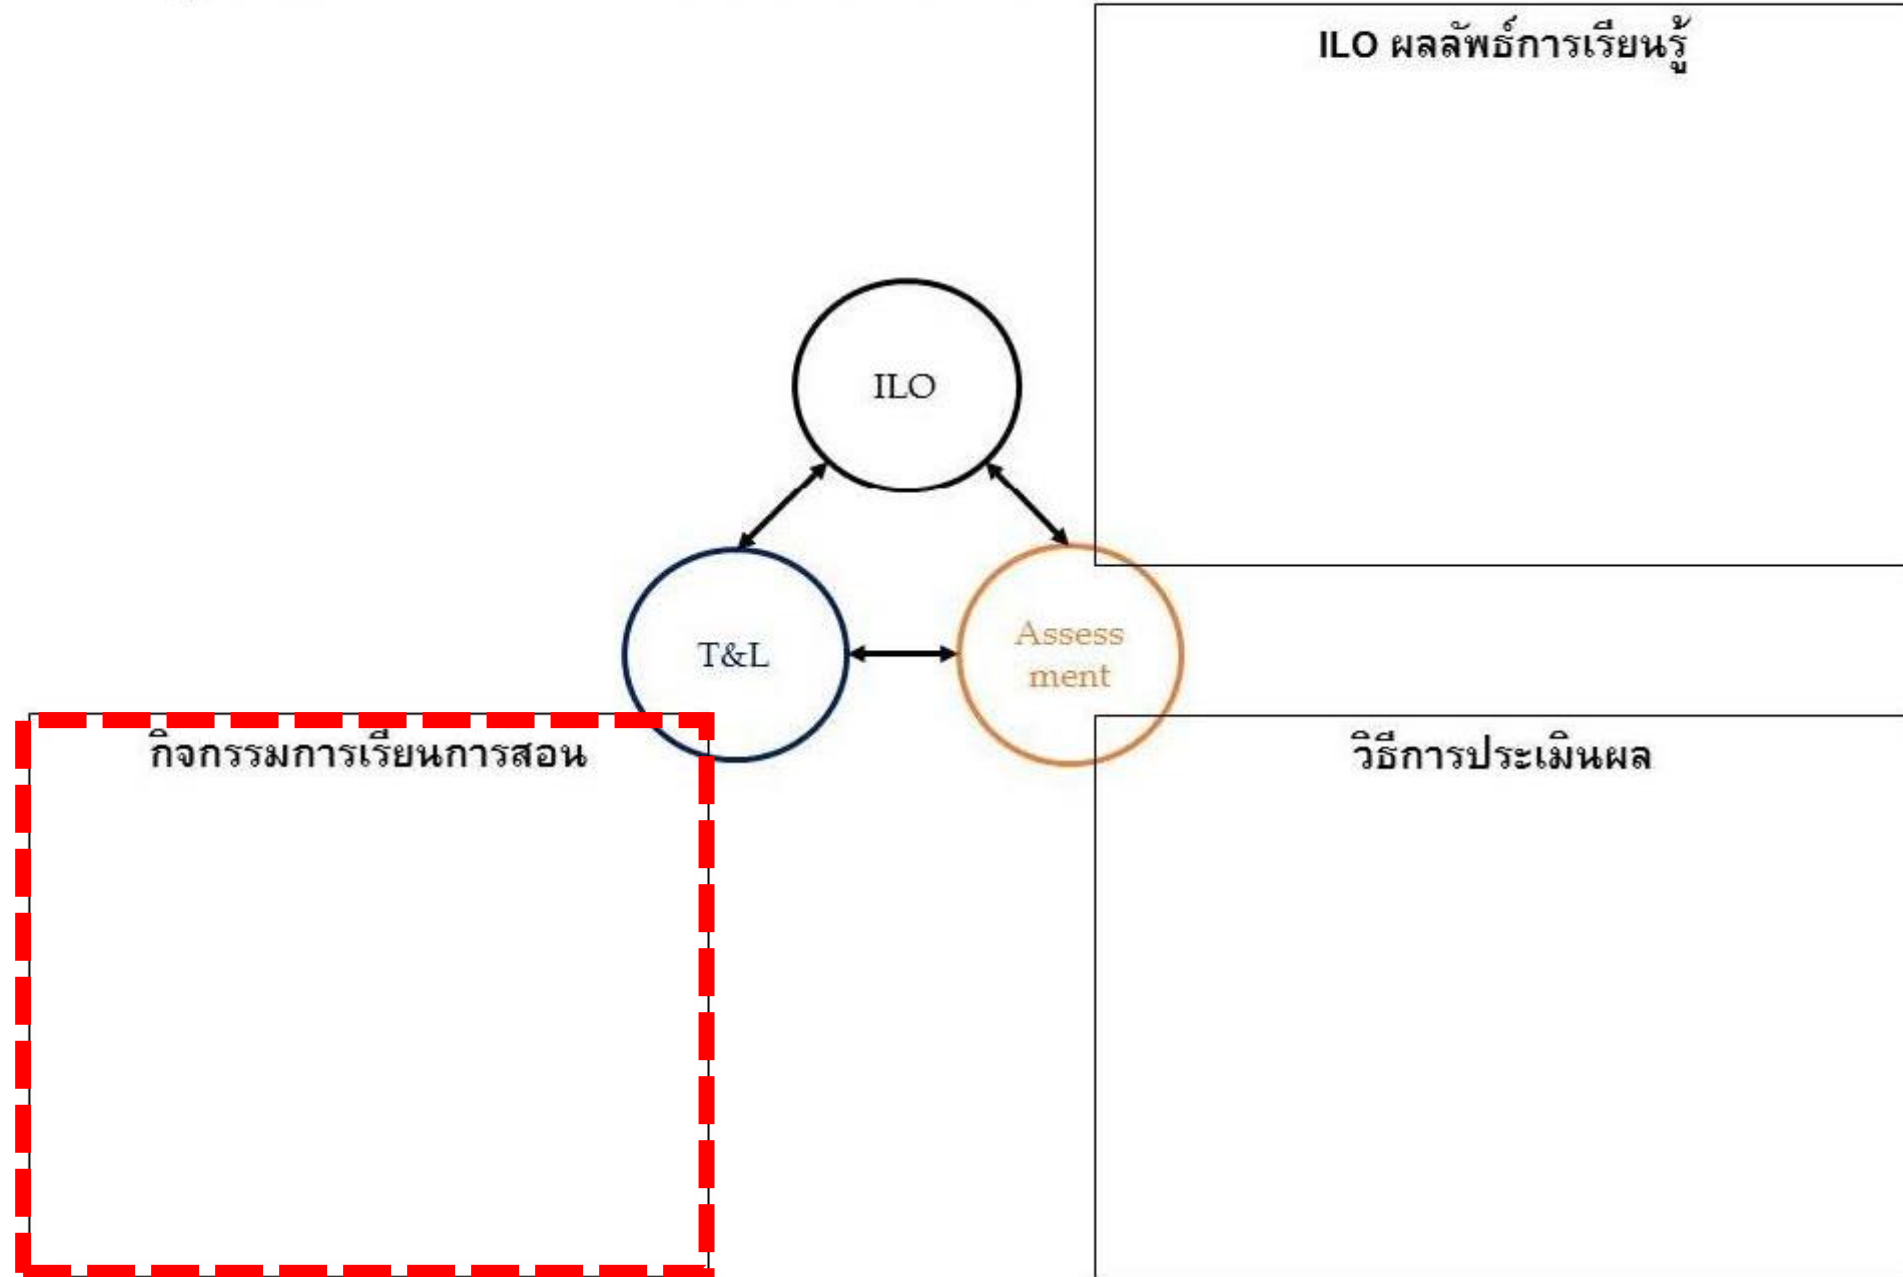 ILO ผลลัพธ์การเรียนรู้
ILO
T&L
Assess
ment
กิจกรรมการเรียนการสอน
วิธีการประเมินผล